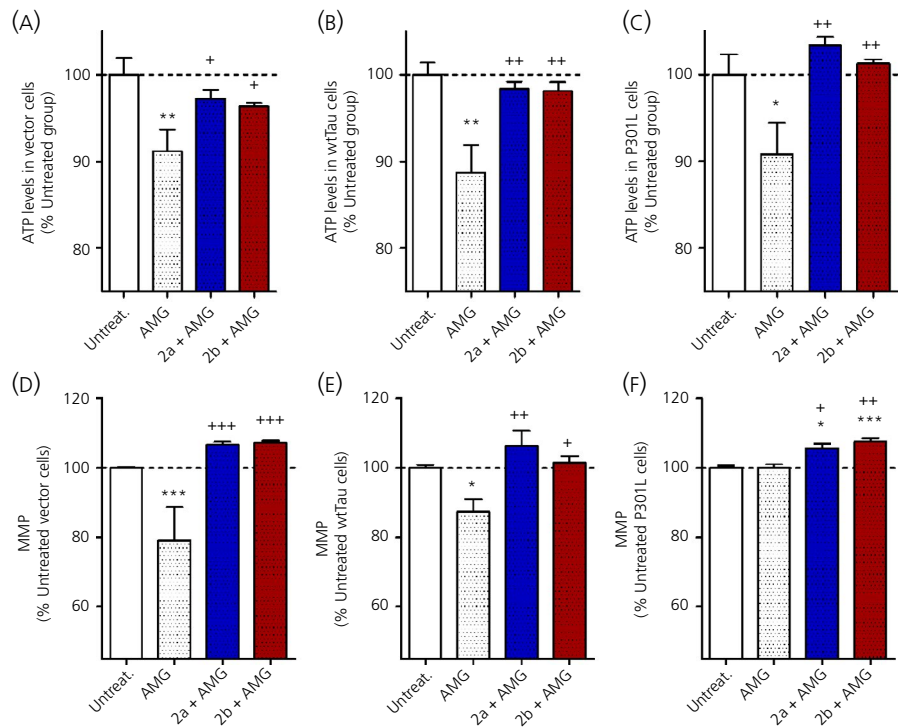 (A)
ATP levels in vector cells
(% Untreated group)
100
90
80
**
+
+
Untreat.
AMG
2a + AMG
2b + AMG
(B)
ATP levels in wtTau cells
(% Untreated group)
100
90
80
**
++
++
Untreat.
AMG
2a + AMG
2b + AMG
(C)
ATP levels in P301L cells
(% Untreated group)
100
90
80
*
++
++
Untreat.
AMG
2a + AMG
2b + AMG
(D)
MMP
(% Untreated vector cells)
120
100
80
60
***
+++
+++
Untreat.
AMG
2a + AMG
2b + AMG
(E)
MMP
(% Untreated wtTau cells)
120
100
80
60
*
++
+
Untreat.
AMG
2a + AMG
2b + AMG
(F)
MMP
(% Untreated P301L cells)
120
100
80
60
+
*
++
***
Untreat.
AMG
2a + AMG
2b + AMG